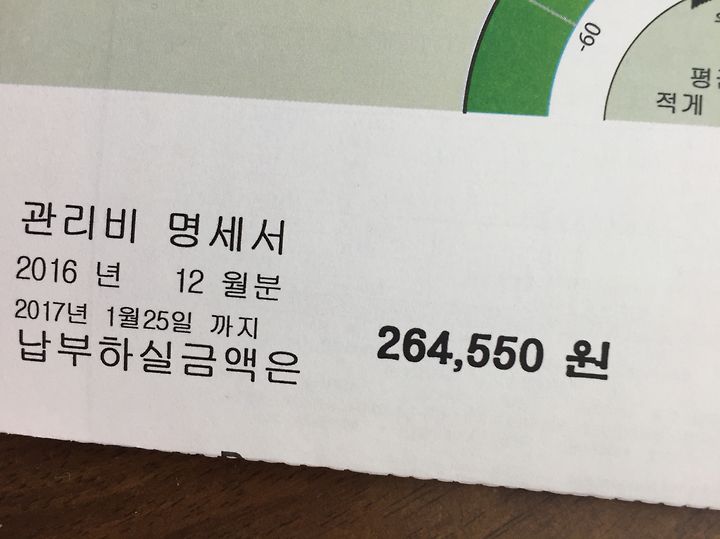 -60
적게
관리비 명세서
2016 년 12 월분
2017년 1월25일 까지
납부하실금액은 264,550 원